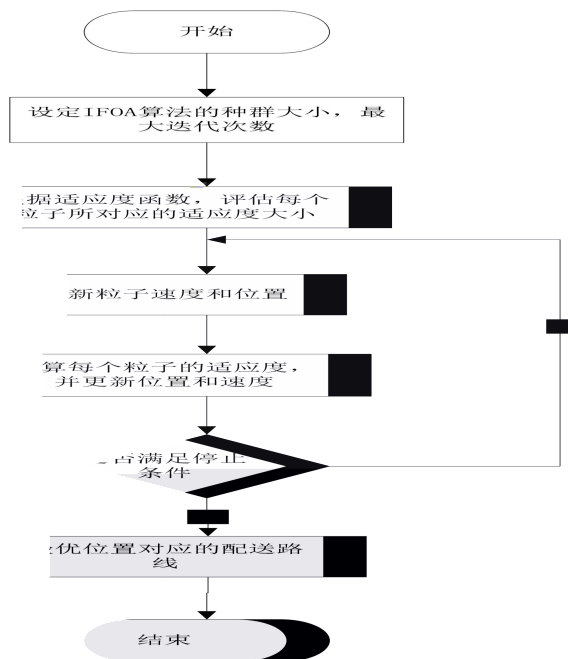 开始
设定IFOA算法的种群大小，最
大迭代次数
据适应度函数，评估每个
粒子所对应的适应度大小
新粒子速度和位置
算每个粒子的适应度，
并更新位置和速度
否满足停止
条件
优位置对应的配送路
线
结束